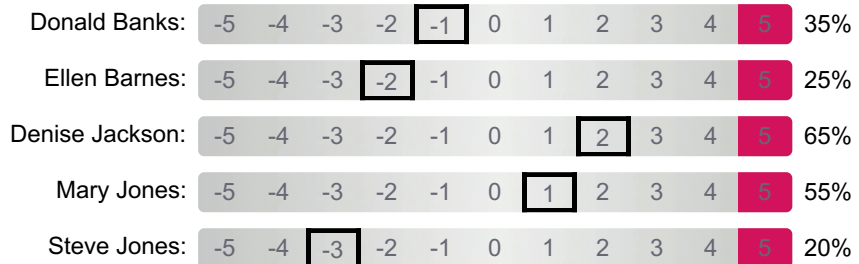 Donald Banks: -5 -4 -3 -2 -1 0 1 2 3 4 5 35%
Ellen Barnes: -5 -4 -3 -2 -1 0 1 2 3 4 5 25%
Denise Jackson: -5 -4 -3 -2 -1 0 1 2 3 4 5 65%
Mary Jones: -5 -4 -3 -2 -1 0 1 2 3 4 5 55%
Steve Jones: -5 -4 -3 -2 -1 0 1 2 3 4 5 20%